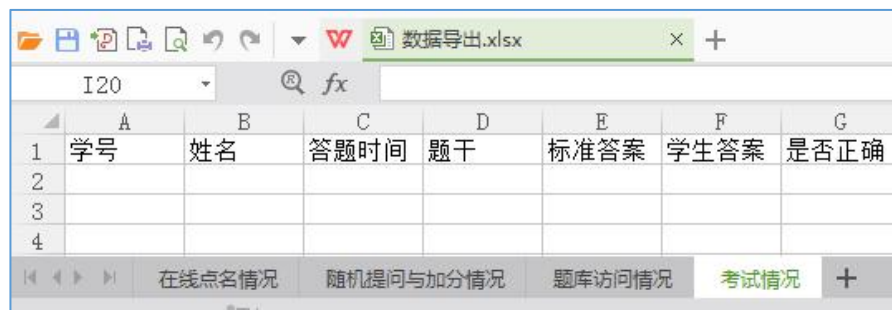 数据导出.xlsx
I20 fx
A B C D E F G
1 学号 姓名 答题时间 题干 标准答案 学生答案 是否正确
2
3
4
在线点名情况 随机提问与加分情况 题库访问情况 考试情况